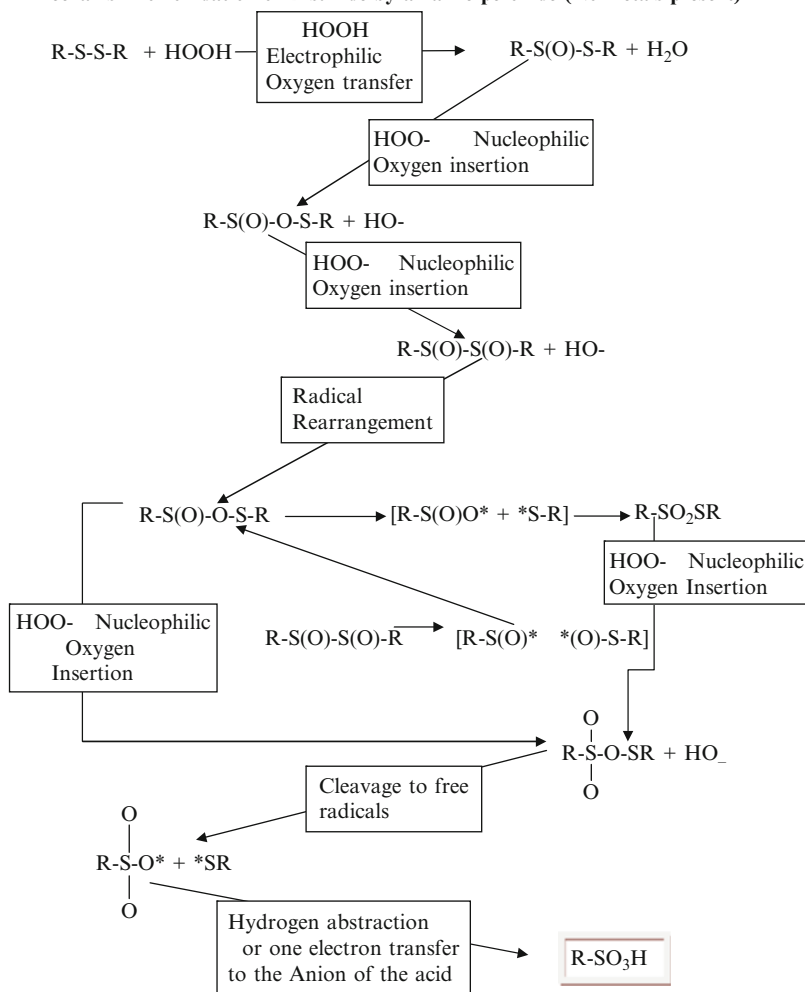 R-S-S-R + HOOH
HOOH
Electrophilic
Oxygen transfer
R-S(O)-S-R + H₂O
HOO- Nucleophilic
Oxygen insertion
R-S(O)-O-S-R + HO-
HOO- Nucleophilic
Oxygen insertion
R-S(O)-S(O)-R + HO-
Radical
Rearrangement
R-S(O)-O-S-R
[R-S(O)O* + *S-R]
R-SO₂SR
HOO- Nucleophilic
Oxygen Insertion
HOO- Nucleophilic
Oxygen
Insertion
R-S(O)-S(O)-R
[R-S(O)* *(O)-S-R]
O
R-S-O-SR + HO-
O
Cleavage to free
radicals
O
R-S-O* + *SR
O
Hydrogen abstraction
or one electron transfer
to the Anion of the acid
R-SO₃H